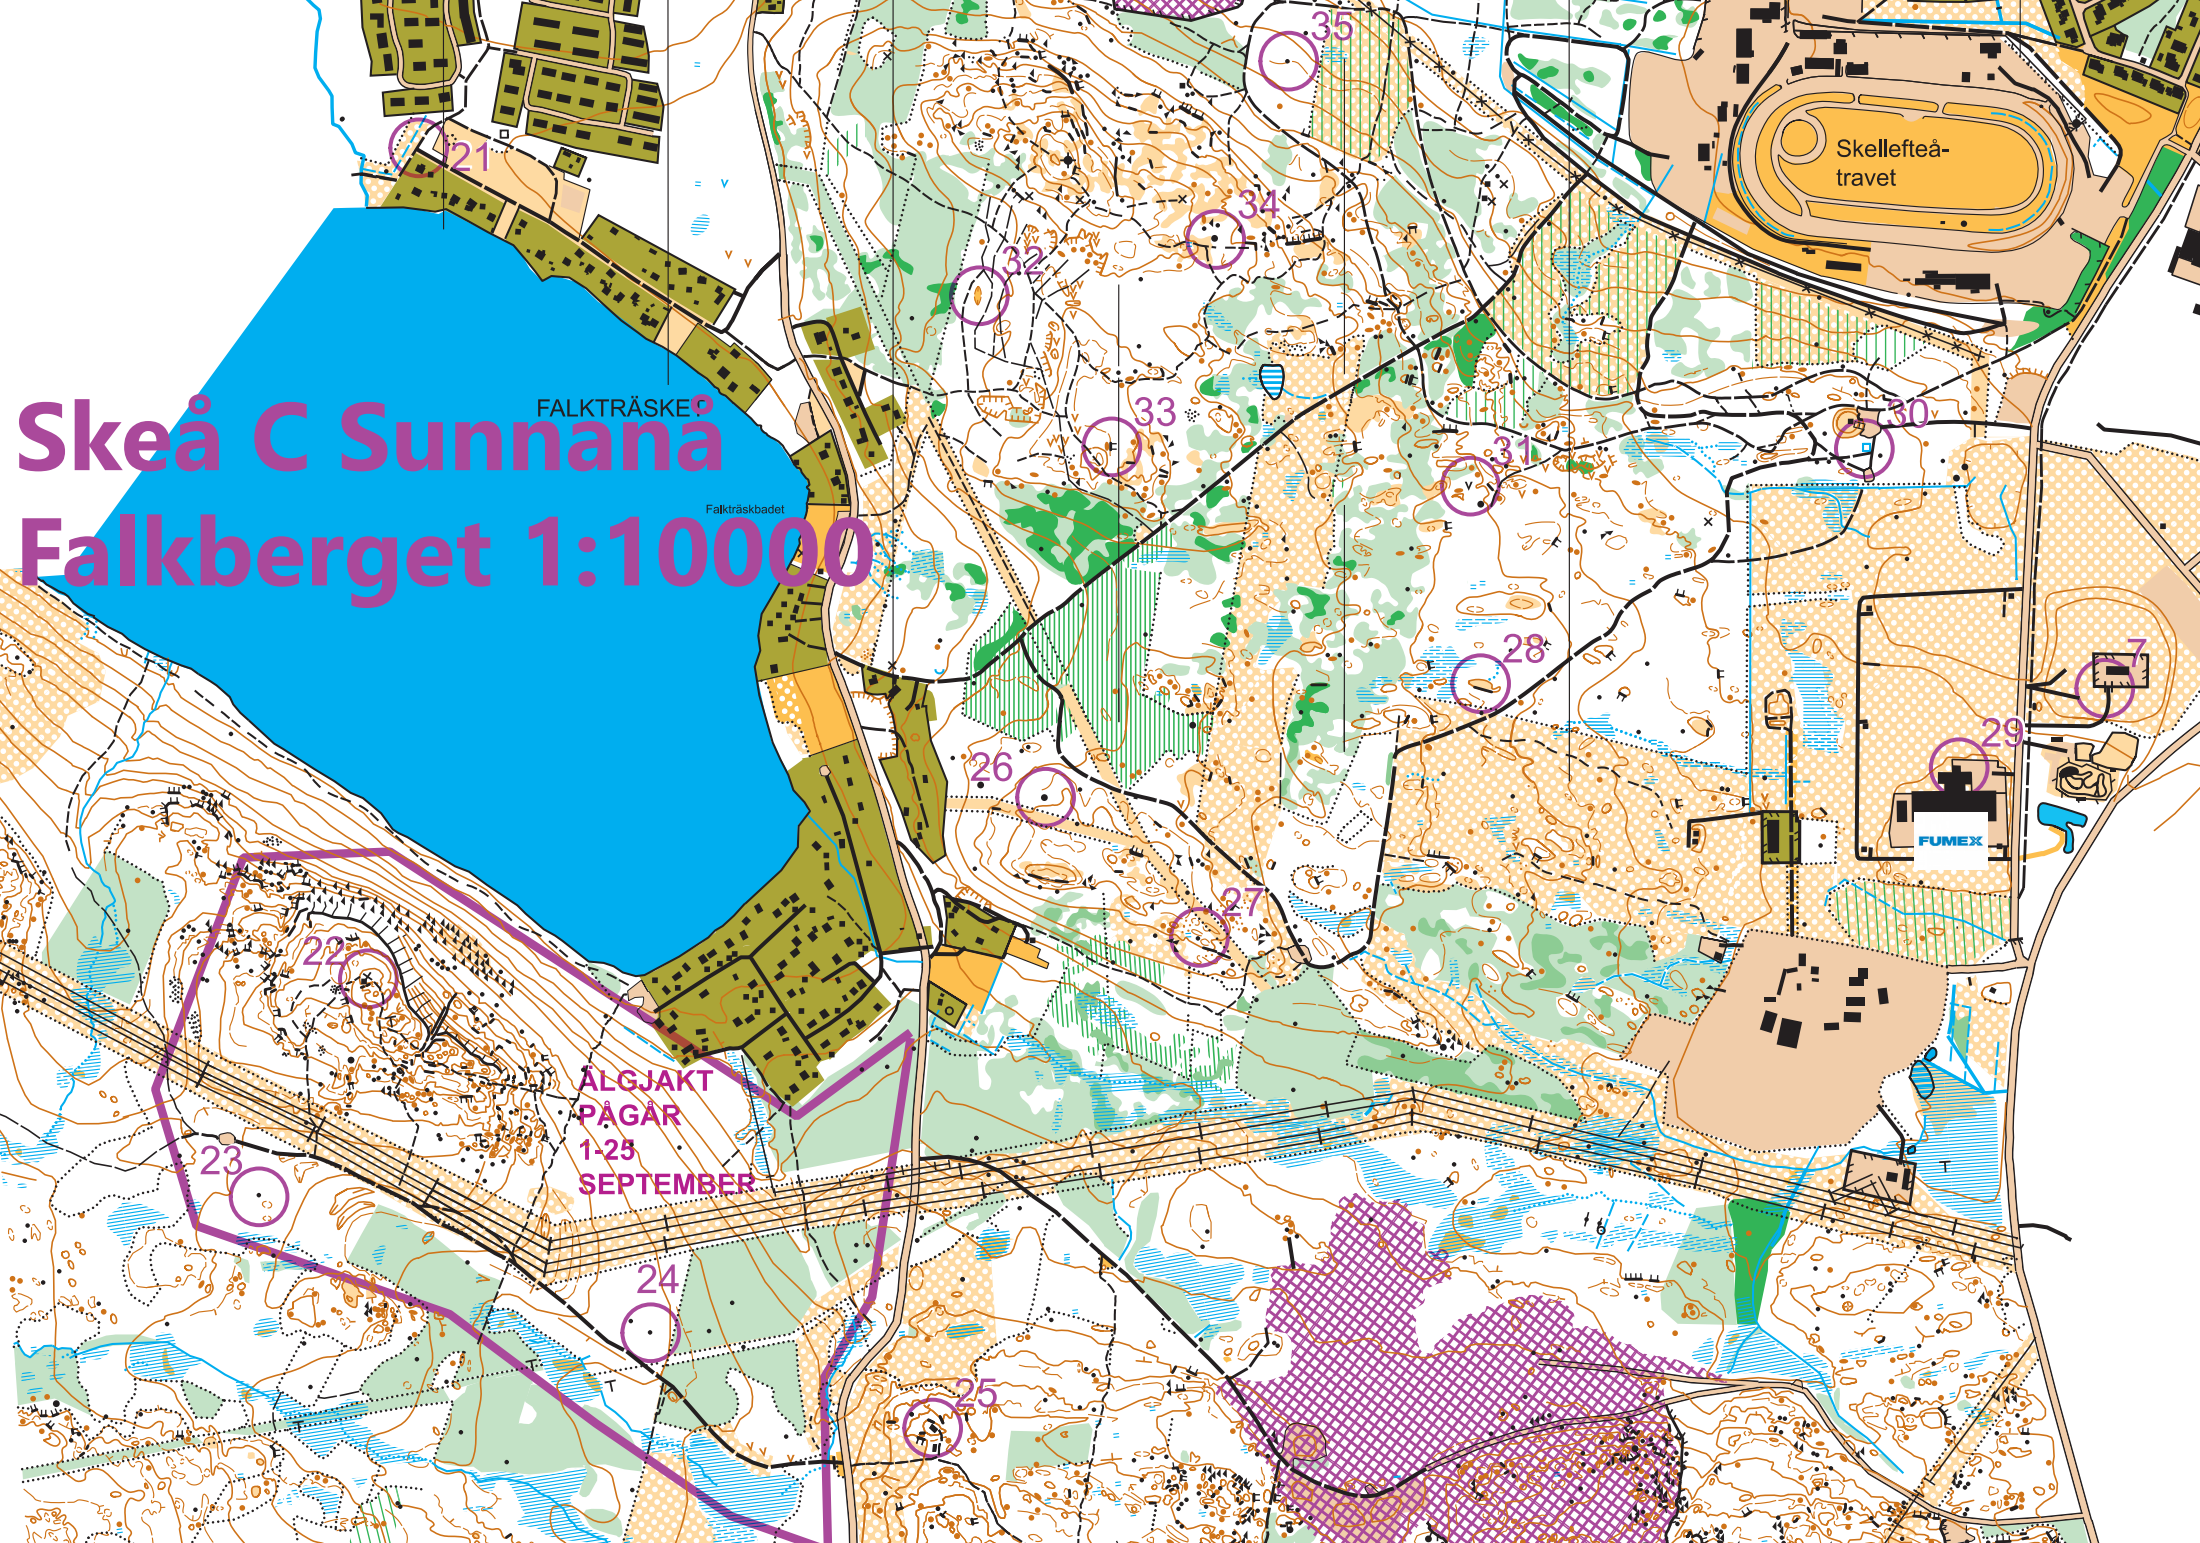 35
21
Skellefteå-
travet
34
32
FALKTRÄSKET
Skeå C Sunnanå
33
30
31
Falkträskbadet
Falkberget 1:10000
28
7
29
26
FUMEX
27
22
ÄLGJAKT
PÅGÅR
1-25
SEPTEMBER
23
24
25